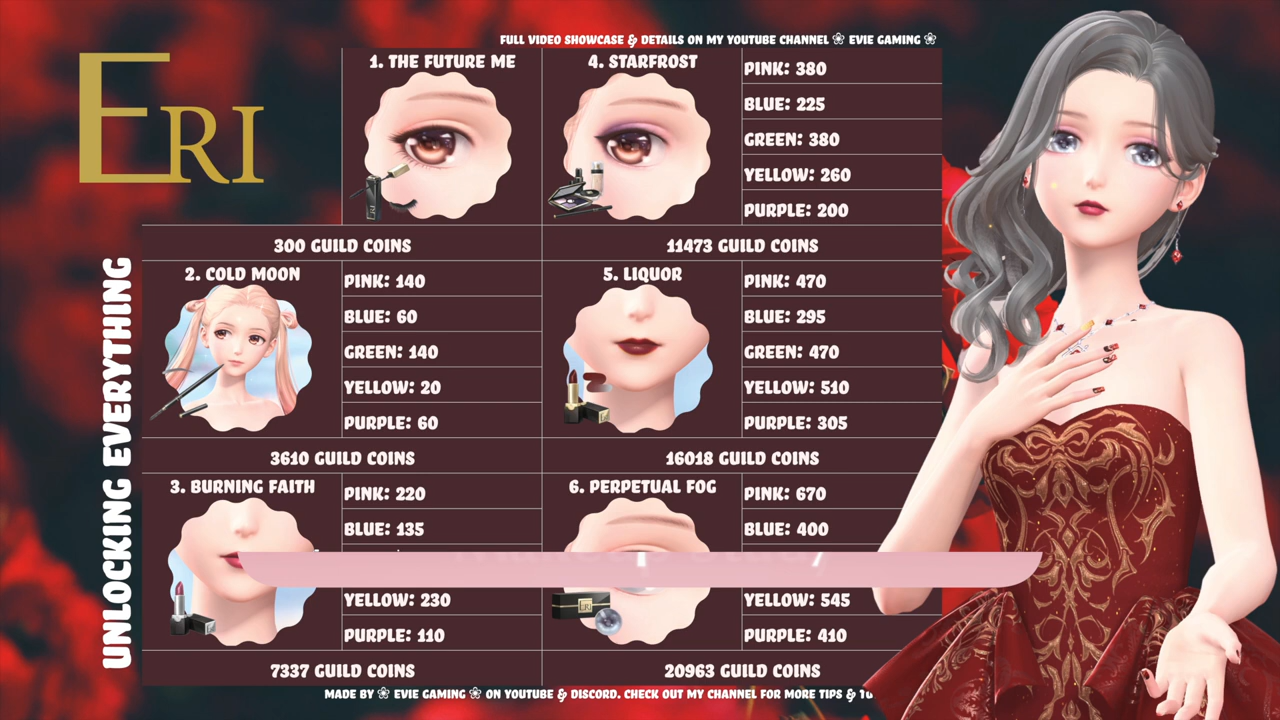 FULL VIDEO SHOWCASE & DETAILS ON MY YOUTUBE CHANNEL ❀ EVIE GAMING ❀
ERI
UNLOCKING EVERYTHING
1. THE FUTURE ME
300 GUILD COINS
2. COLD MOON
PINK: 140
BLUE: 60
GREEN: 140
YELLOW: 20
PURPLE: 60
3610 GUILD COINS
3. BURNING FAITH
PINK: 220
BLUE: 135
YELLOW: 230
PURPLE: 110
7337 GUILD COINS
4. STARFROST
PINK: 380
BLUE: 225
GREEN: 380
YELLOW: 260
PURPLE: 200
11473 GUILD COINS
5. LIQUOR
PINK: 470
BLUE: 295
GREEN: 470
YELLOW: 510
PURPLE: 305
16018 GUILD COINS
6. PERPETUAL FOG
PINK: 670
BLUE: 400
YELLOW: 545
PURPLE: 410
20963 GUILD COINS
MADE BY ❀ EVIE GAMING ❀ ON YOUTUBE & DISCORD. CHECK OUT MY CHANNEL FOR MORE TIPS &